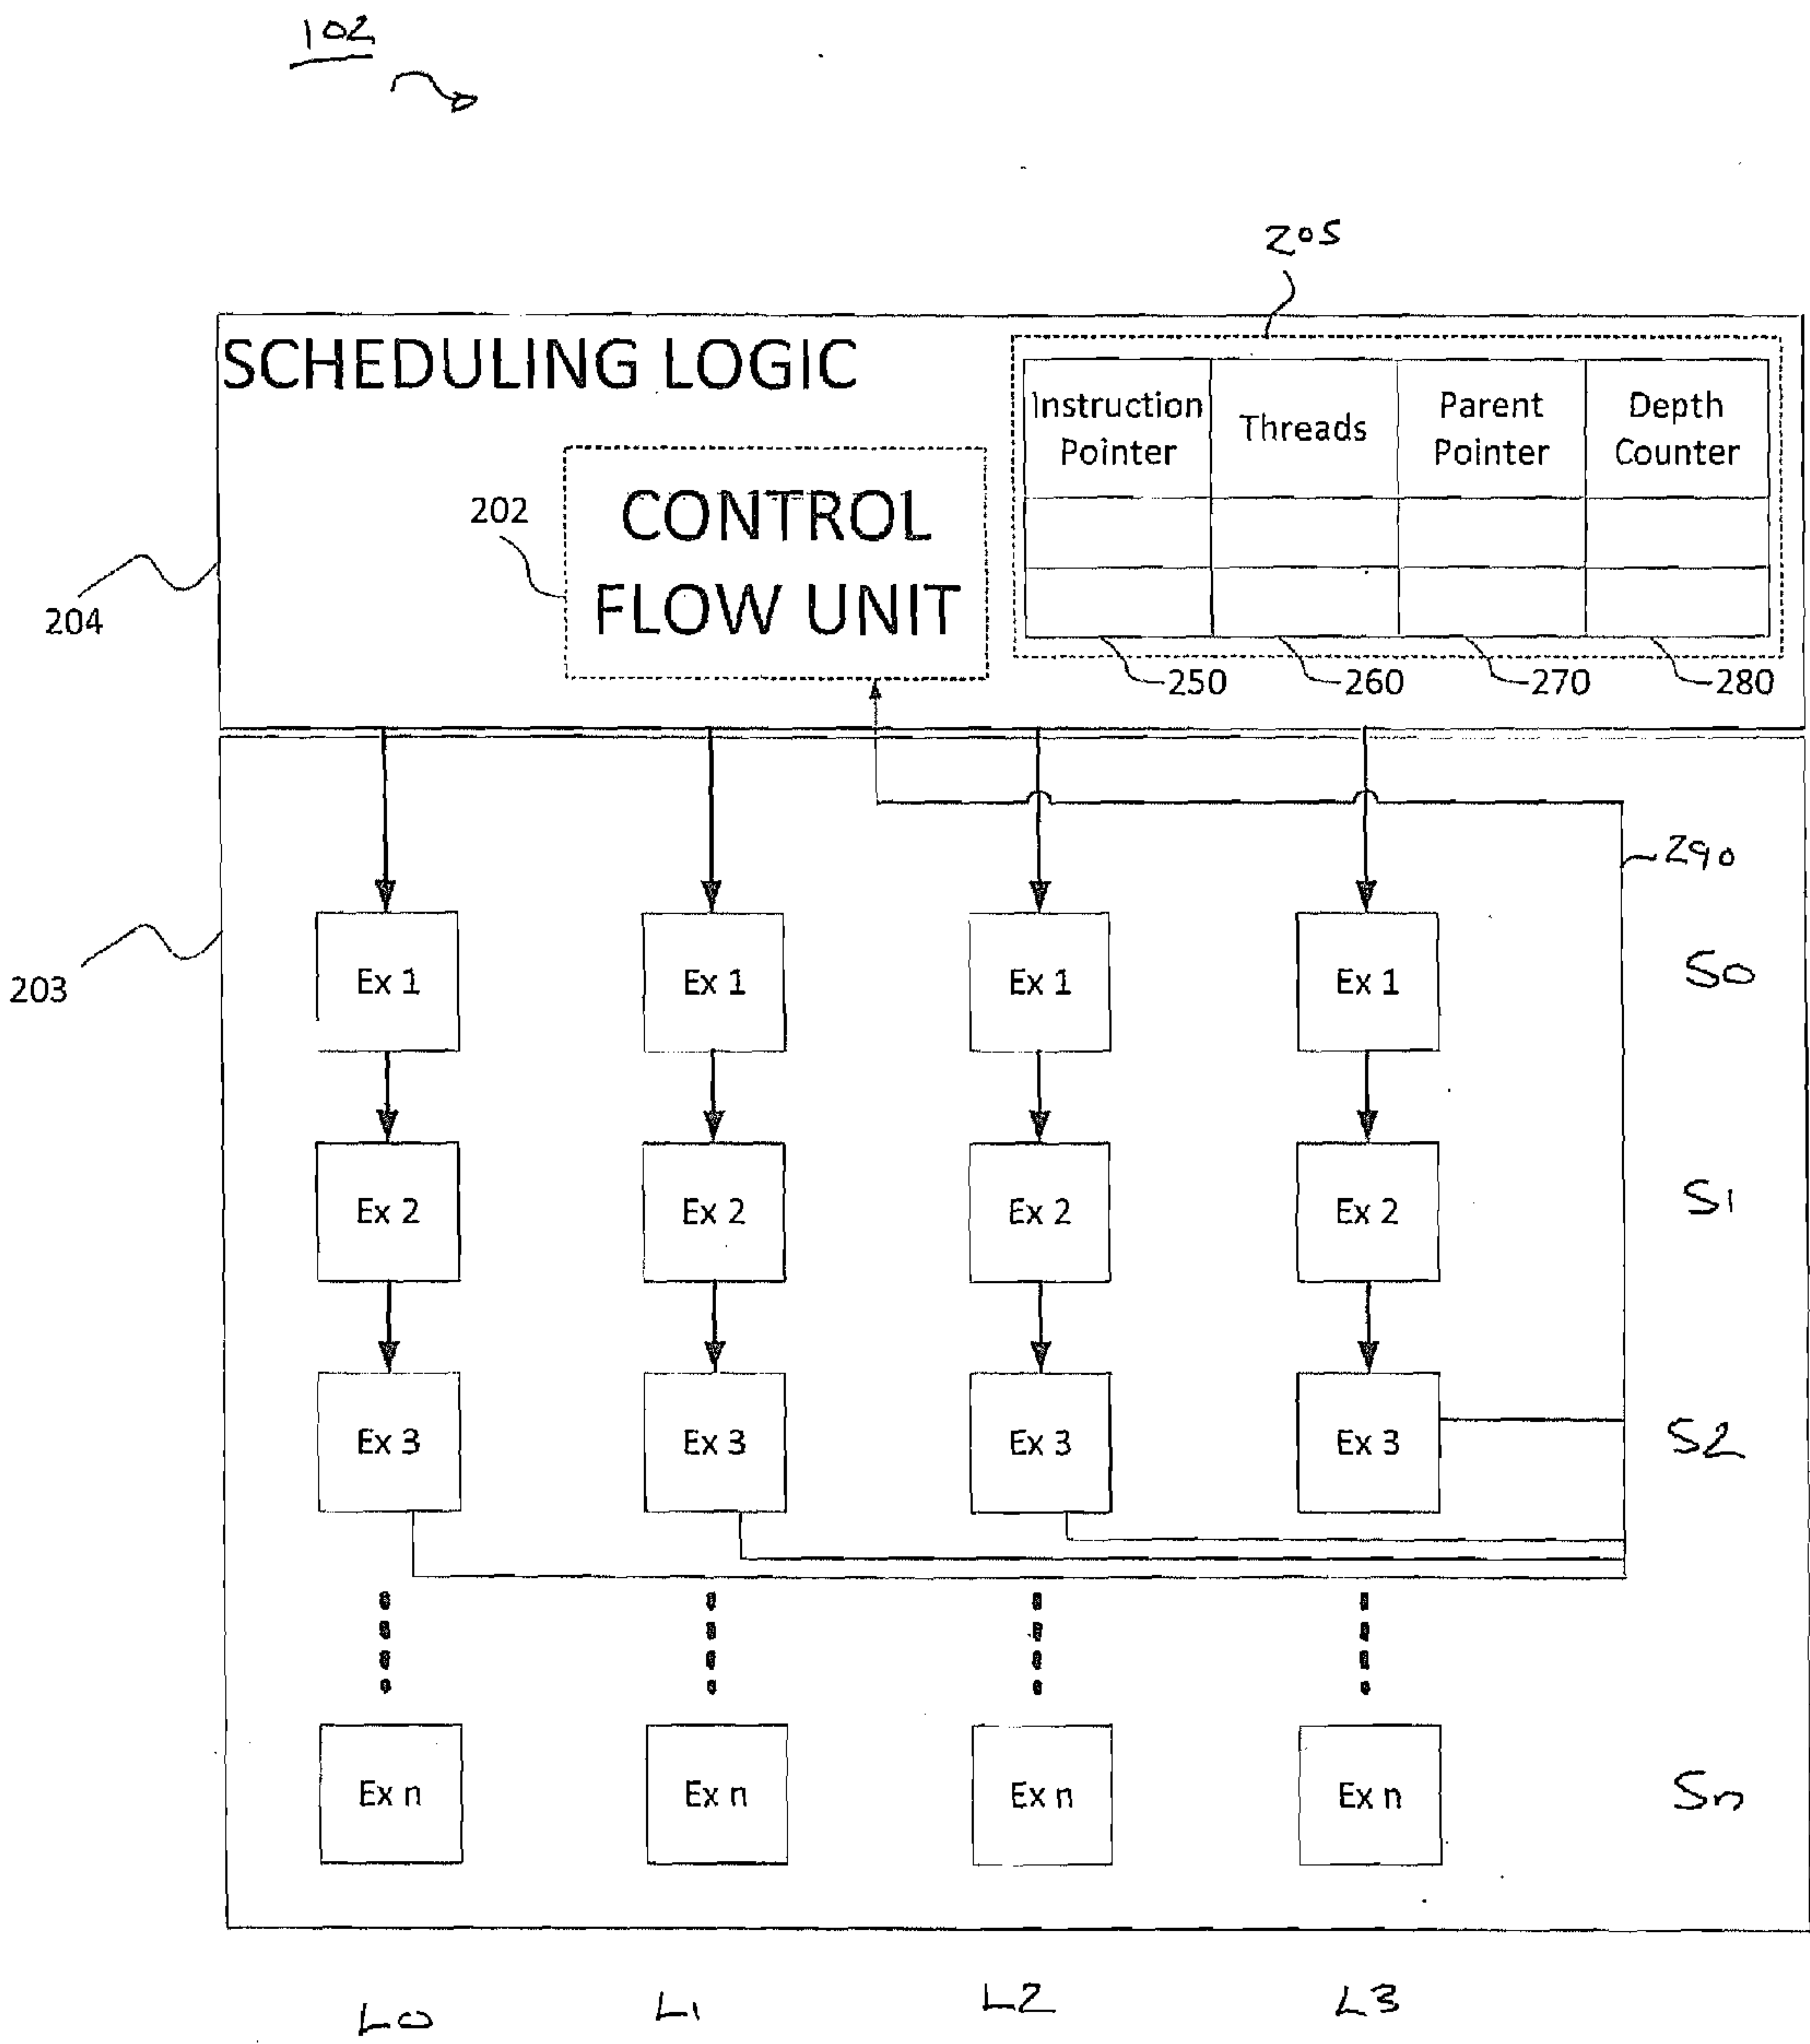 102
205
SCHEDULING LOGIC
Instruction Pointer
Threads
Parent Pointer
Depth Counter
202
CONTROL
FLOW UNIT
204
250
260
270
280
290
203
Ex 1
Ex 1
Ex 1
Ex 1
S0
Ex 2
Ex 2
Ex 2
Ex 2
S1
Ex 3
Ex 3
Ex 3
Ex 3
S2
Ex n
Ex n
Ex n
Ex n
Sn
L0
L1
L2
L3